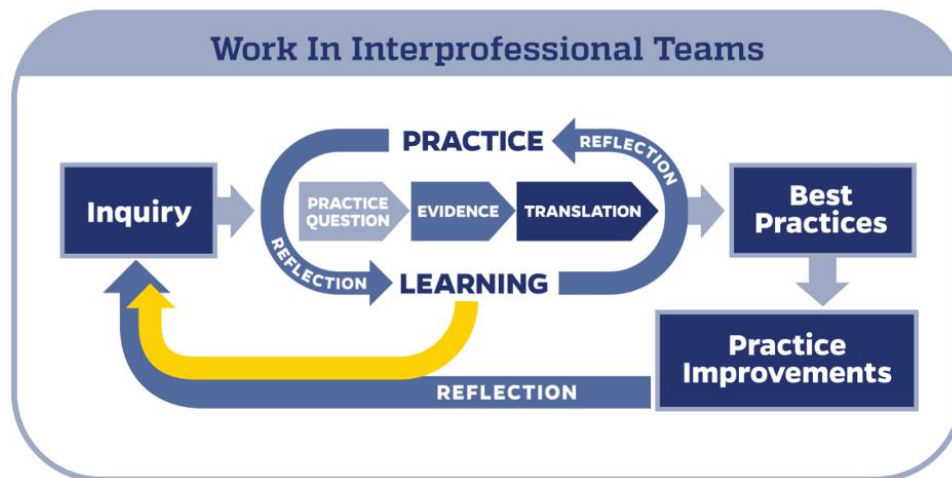 Work In Interprofessional Teams
PRACTICE
REFLECTION
Inquiry
PRACTICE
QUESTION
EVIDENCE
TRANSLATION
Best
Practices
REFLECTION
LEARNING
Practice
Improvements
REFLECTION